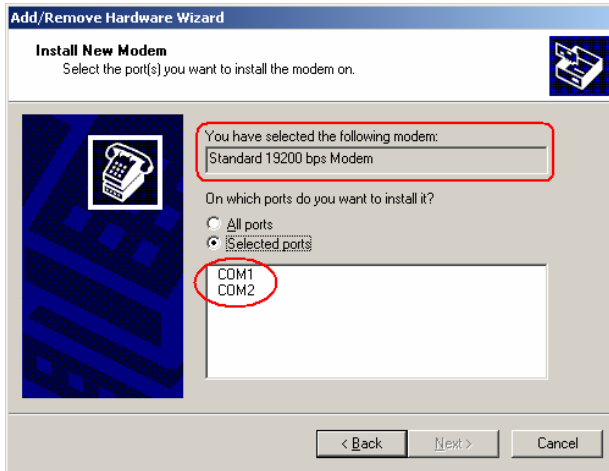 Add/Remove Hardware Wizard
Install New Modem
Select the port(s) you want to install the modem on.
You have selected the following modem:
Standard 19200 bps Modem
On which ports do you want to install it?
All ports
Selected ports
COM1
COM2
< Back
Next >
Cancel